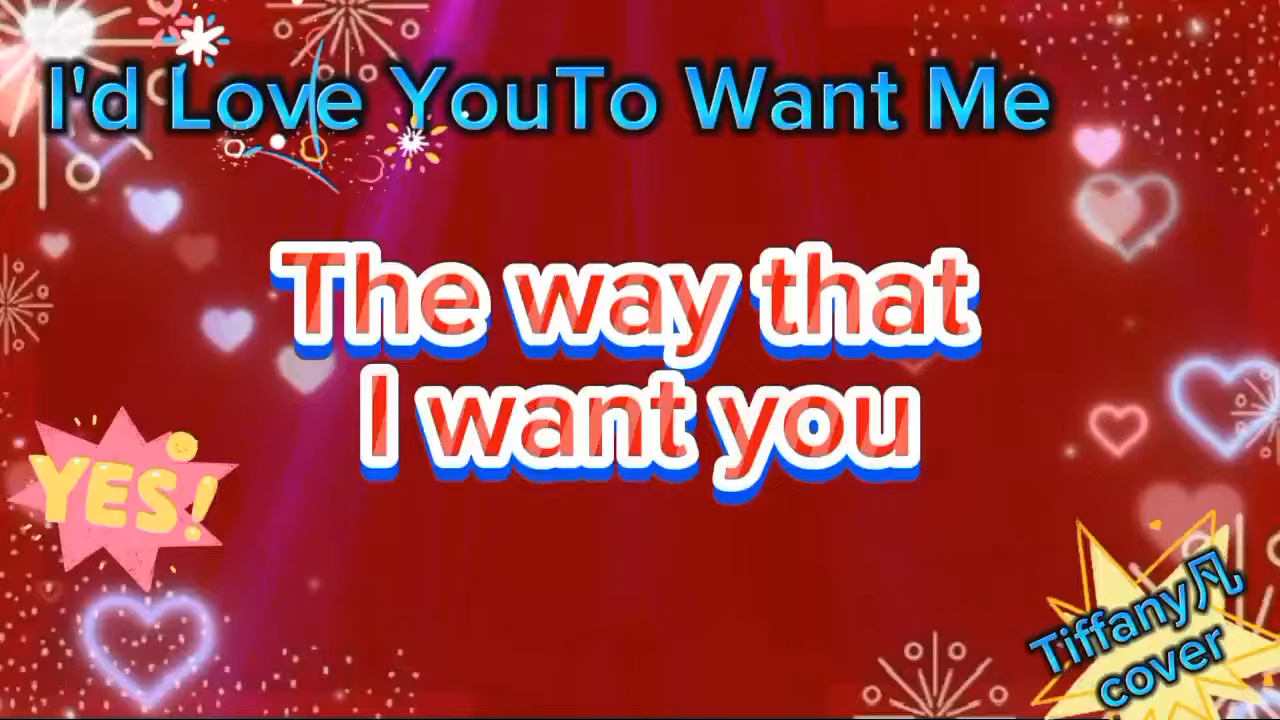 I'd Love YouTo Want Me
The way that
I want you
YES!
Tiffany凡
cover